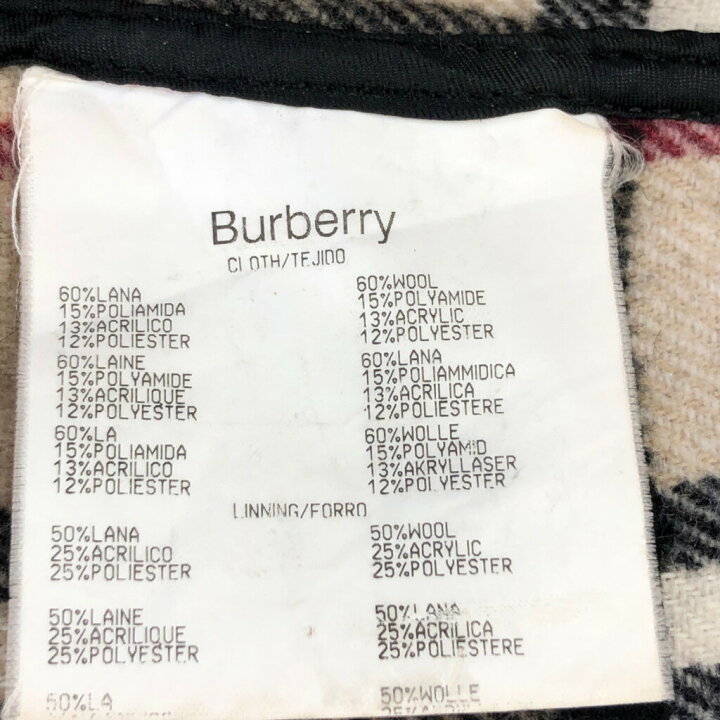 Burberry
CLOTH/TEJIDO
60%LANA
15%POLIAMIDA
13%ACRILICO
12%POLIESTER
60%WOOL
15%POLYAMIDE
13%ACRYLIC
12%POLYESTER
60%LAINE
15%POLYAMIDE
13%ACRILIQUE
12%POLYESTER
60%LANA
15%POLIAMMIDICA
13%ACRILICA
12%POLIESTERE
60%LA
15%POLIAMIDA
13%ACRILICO
12%POLIESTER
60%WOLLE
15%POLYAMID
13%AKRYLLASER
12%POLYESTER
LINNING/FORRO
50%LANA
25%ACRILICO
25%POLIESTER
50%WOOL
25%ACRYLIC
25%POLYESTER
50%LAINE
25%ACRILIQUE
25%POLYESTER
50%LANA
25%ACRILICA
25%POLIESTERE
50%LA
50%WOLLE